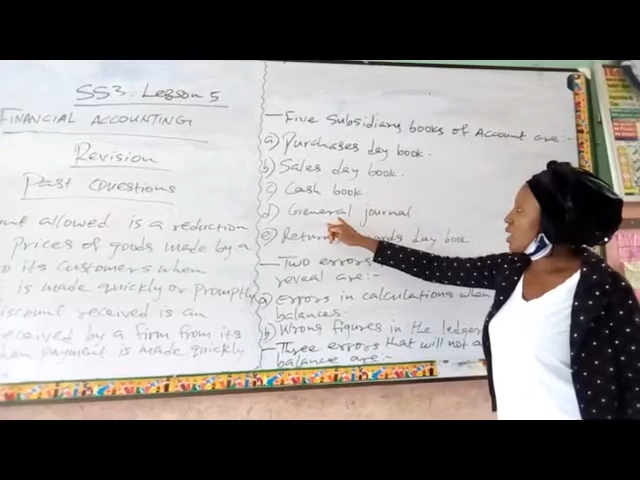 SS3. Lesson 5
FINANCIAL ACCOUNTING
Revision
Past Questions
allowed is a reduction
prices of goods made by a
its customers when
is made quickly or promptly
discount received is an
received by a firm from its
when payment is made quickly
- Five Subsidiary books of Account are:-
(a) Purchases day book.
(b) Sales day book.
(c) Cash book.
(d) General journal.
(e) Return day book.
- Two errors
reveal are:-
(a) Errors in calculations when
balances.
(b) Wrong figures in the ledger
- Three errors that will not a
balance are:-